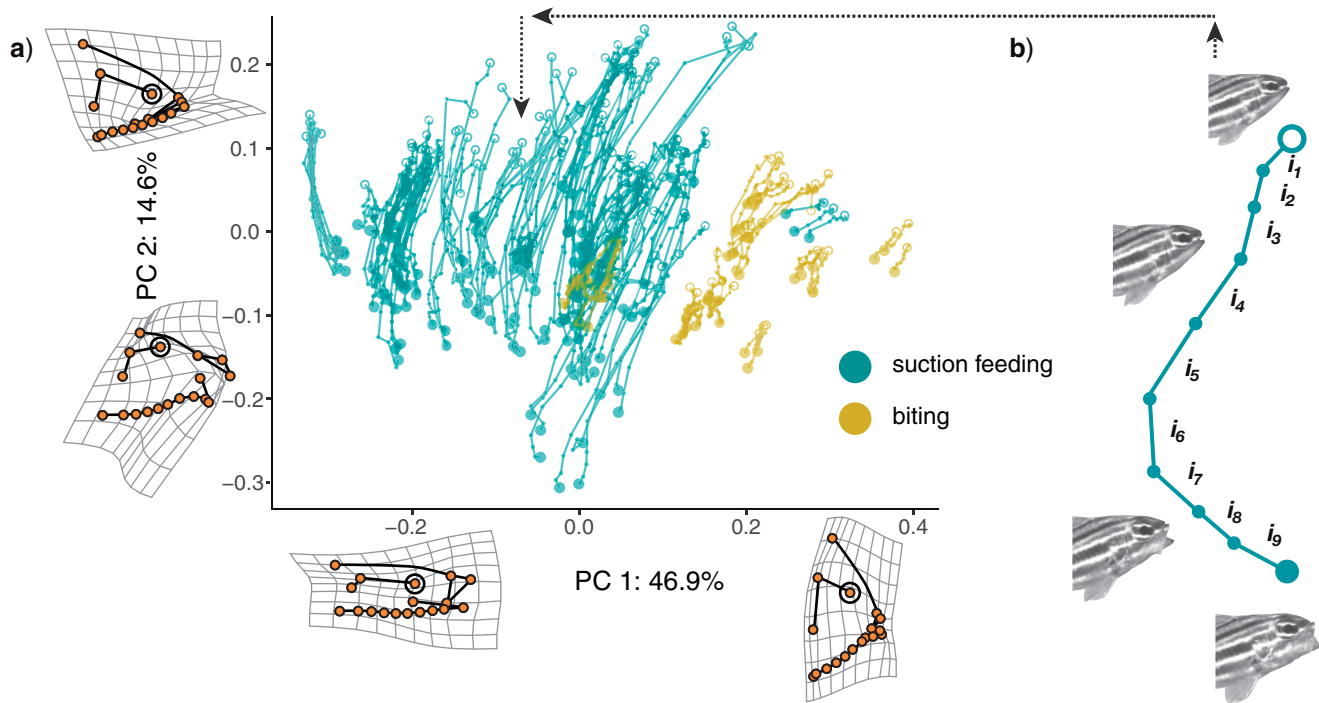 a)
b)
PC 2: 14.6%
0.2
0.1
0.0
−0.1
−0.2
−0.3
−0.2
0.0
0.2
0.4
PC 1: 46.9%
suction feeding
biting
i1
i2
i3
i4
i5
i6
i7
i8
i9